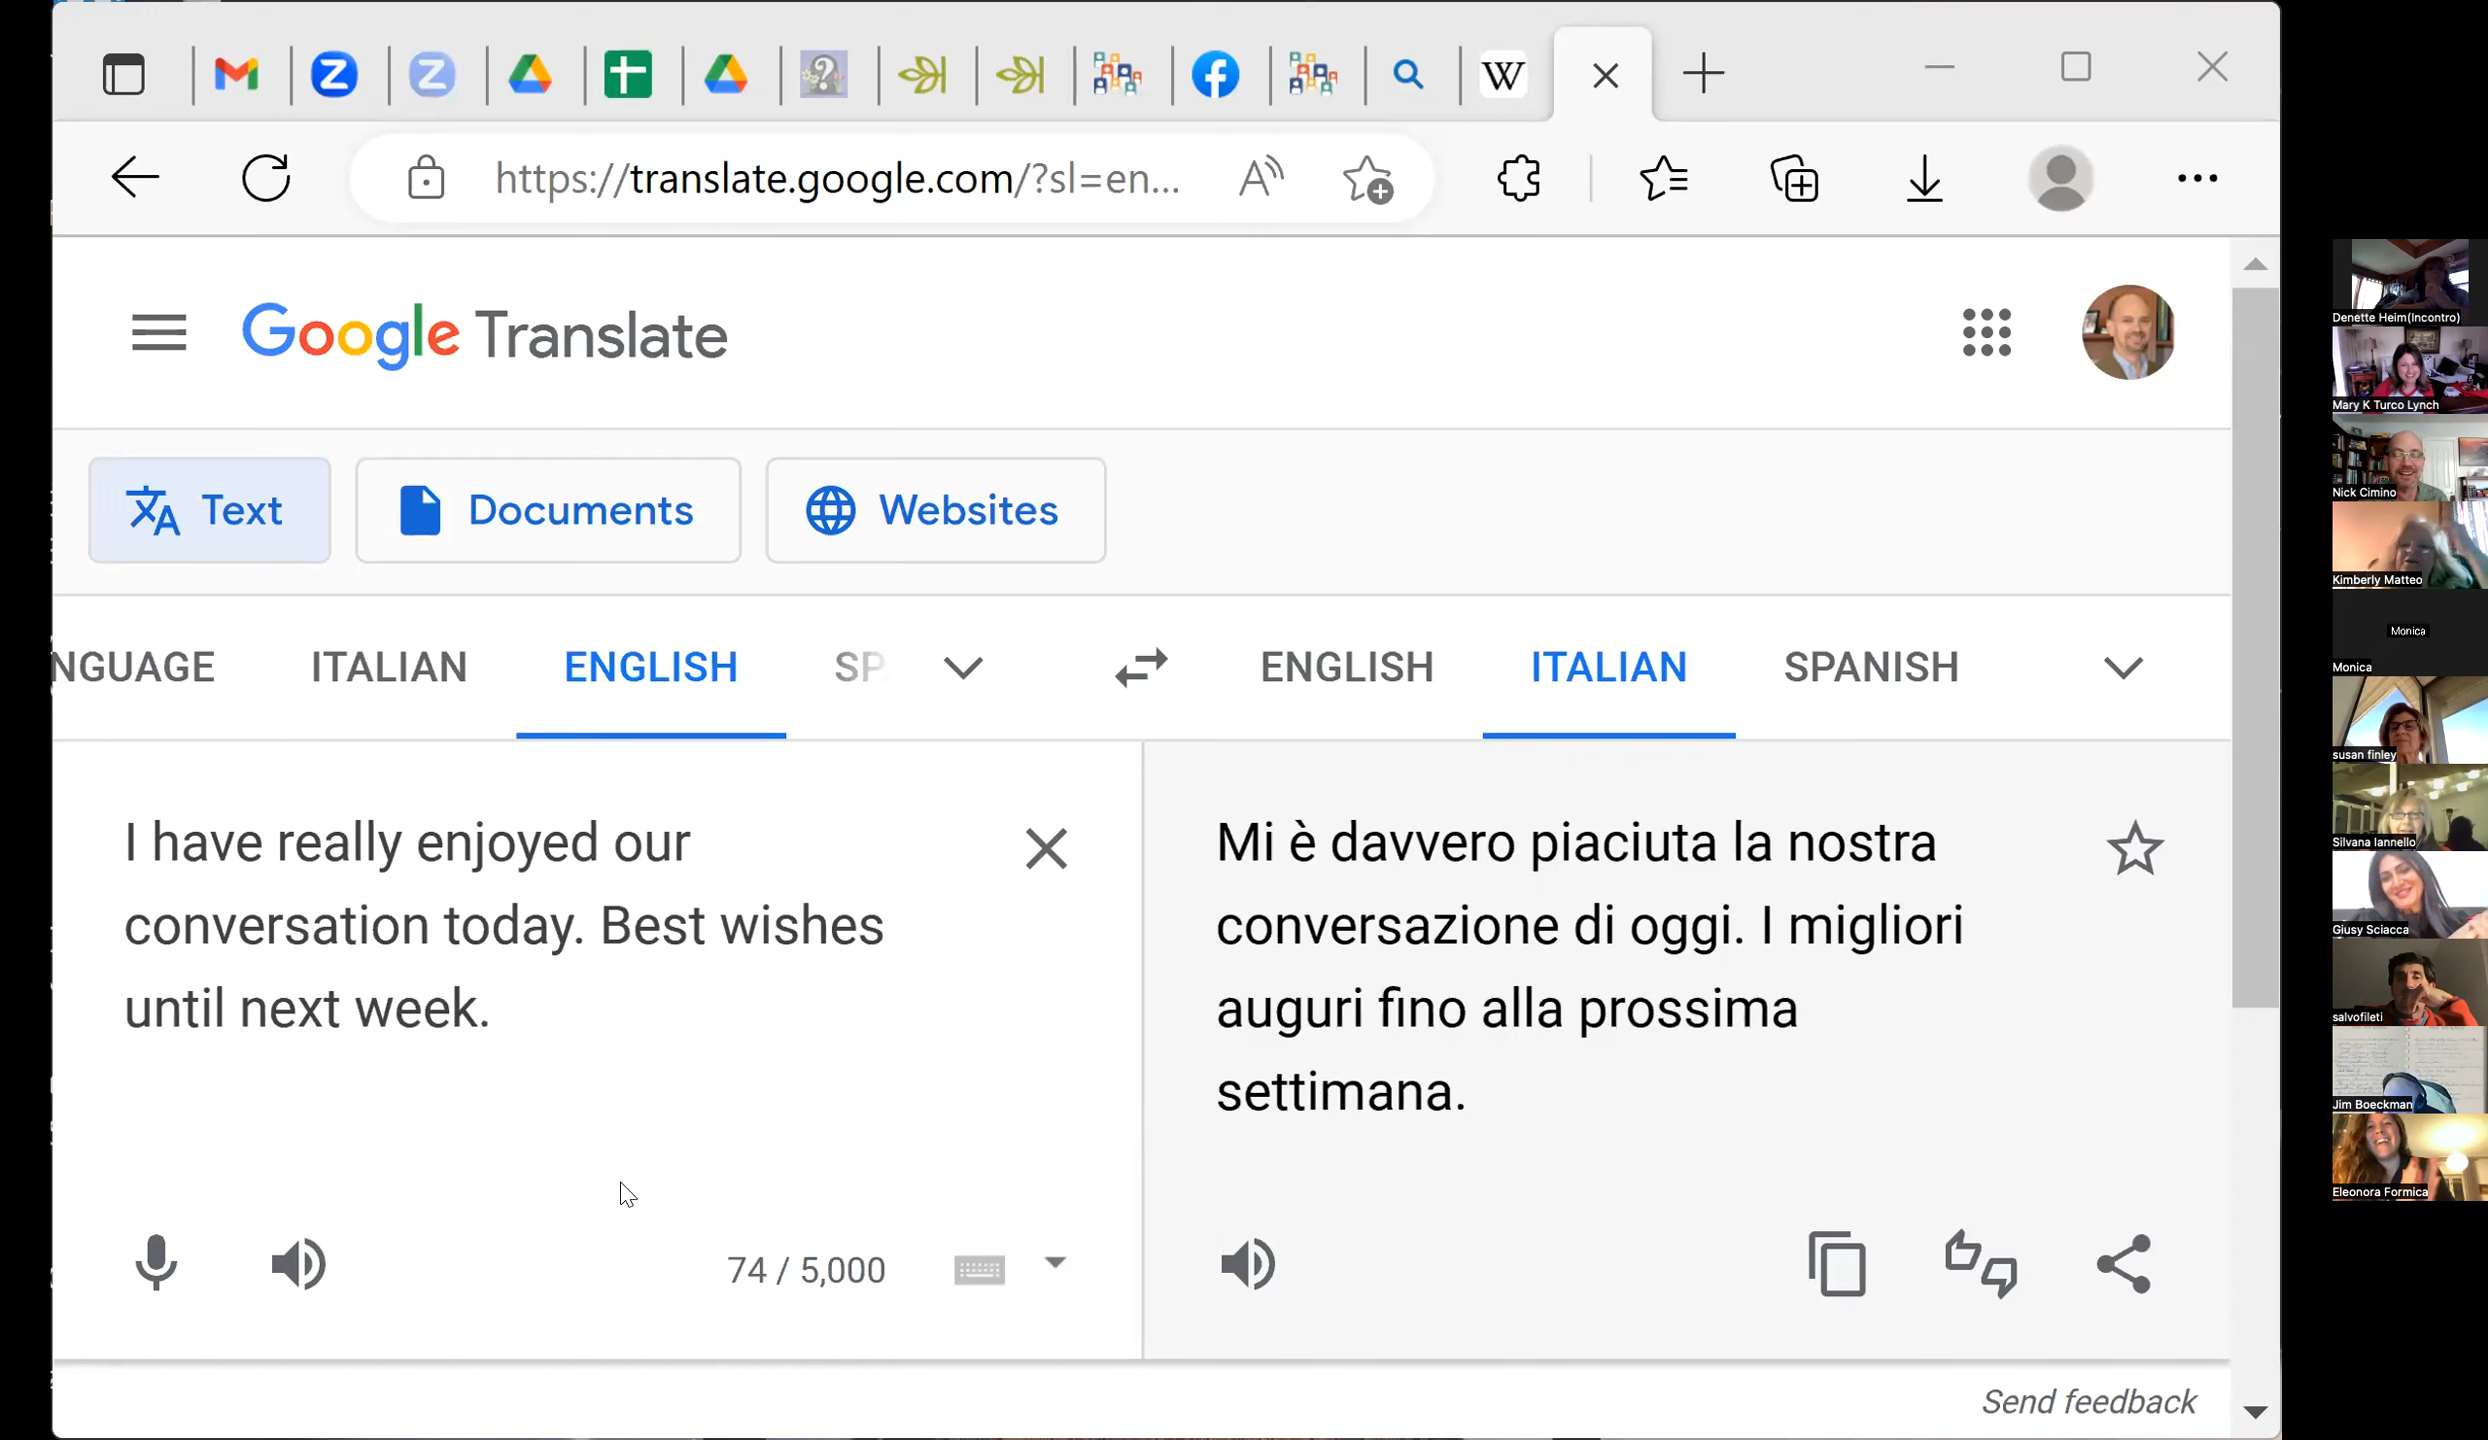 https://translate.google.com/?sl=en...
Google Translate
Text
Documents
Websites
NGUAGE
ITALIAN
ENGLISH
SP
ENGLISH
ITALIAN
SPANISH
I have really enjoyed our
conversation today. Best wishes
until next week.
Mi è davvero piaciuta la nostra
conversazione di oggi. I migliori
auguri fino alla prossima
settimana.
74 / 5,000
Send feedback
Denette Heim(Incontro)
Mary K Turco Lynch
Nick Cimino
Kimberly Matteo
Monica
Monica
susan finley
Silvana Iannello
Giusy Sciacca
salvofileti
Jim Boeckman
Eleonora Formica